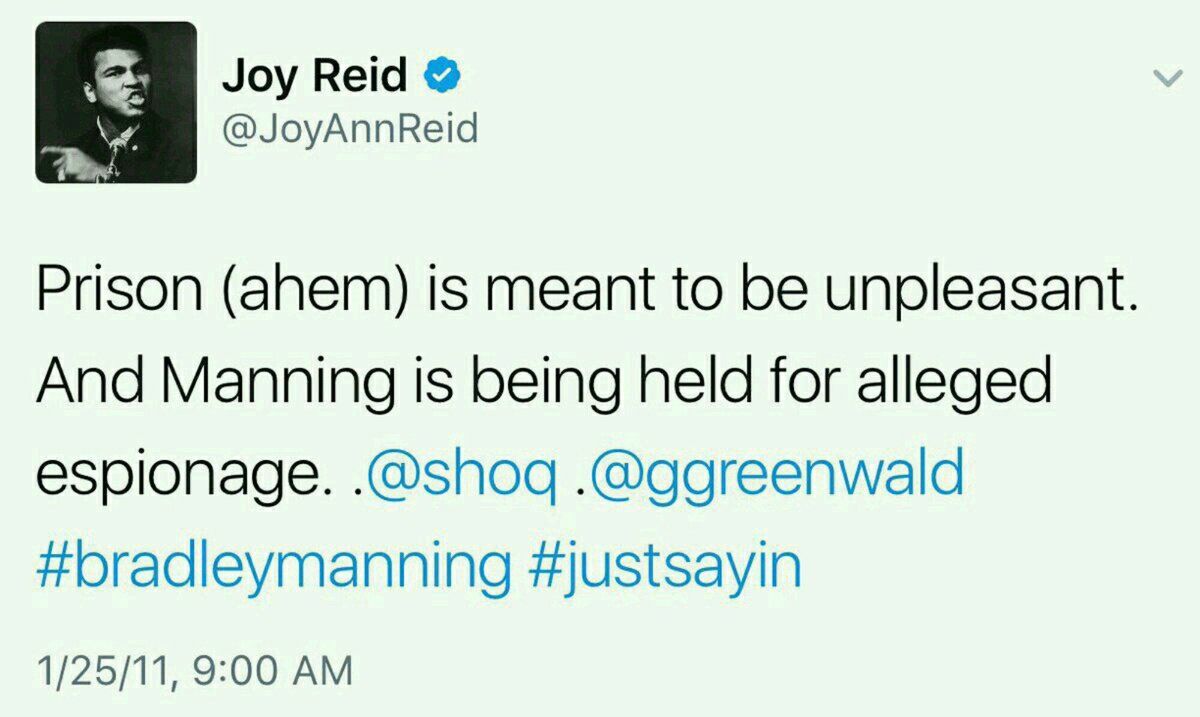 Joy Reid
@JoyAnnReid
Prison (ahem) is meant to be unpleasant.
And Manning is being held for alleged
espionage. .@shoq .@ggreenwald
#bradleymanning #justsayin
1/25/11, 9:00 AM